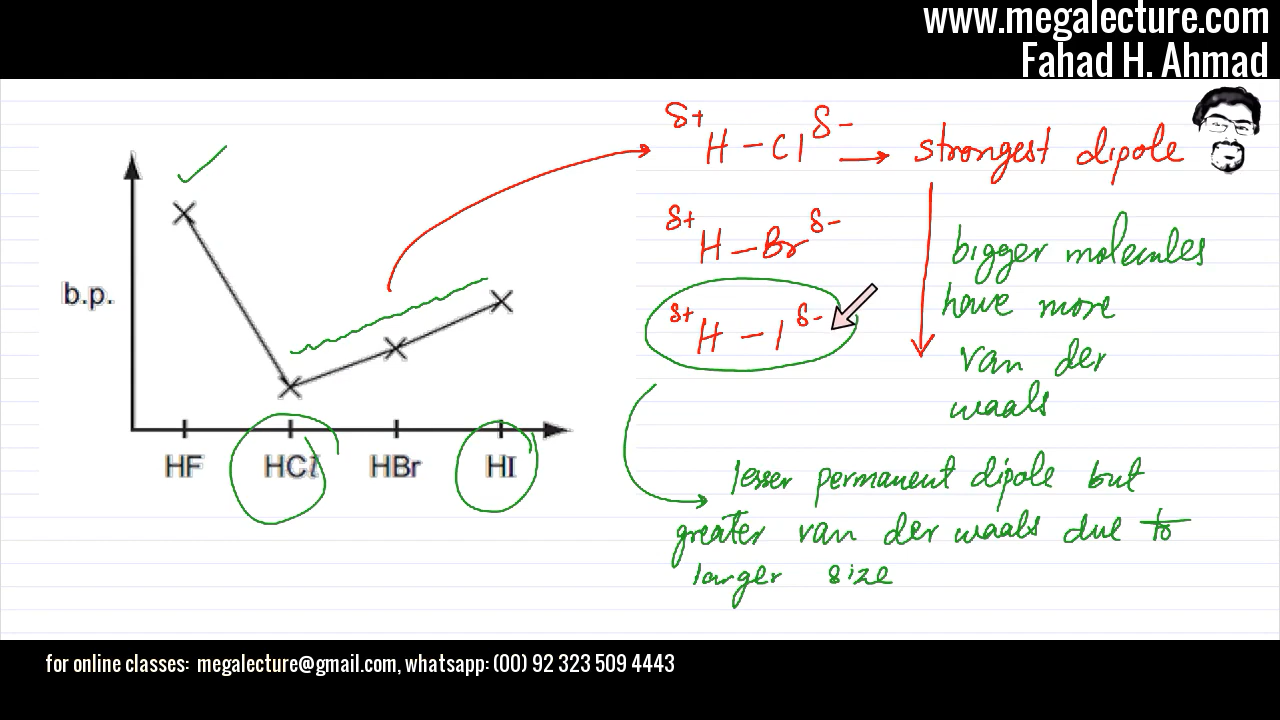 www.megalecture.com
Fahad H. Ahmad
b.p.
HF HCl HBr HI
δ+ H – Cl δ– → strongest dipole
δ+ H – Br δ–
δ+ H – I δ–
bigger molecules
have more
van der
waals
lesser permanent dipole but
greater van der waals due to
larger size
for online classes: megalecture@gmail.com, whatsapp: (00) 92 323 509 4443